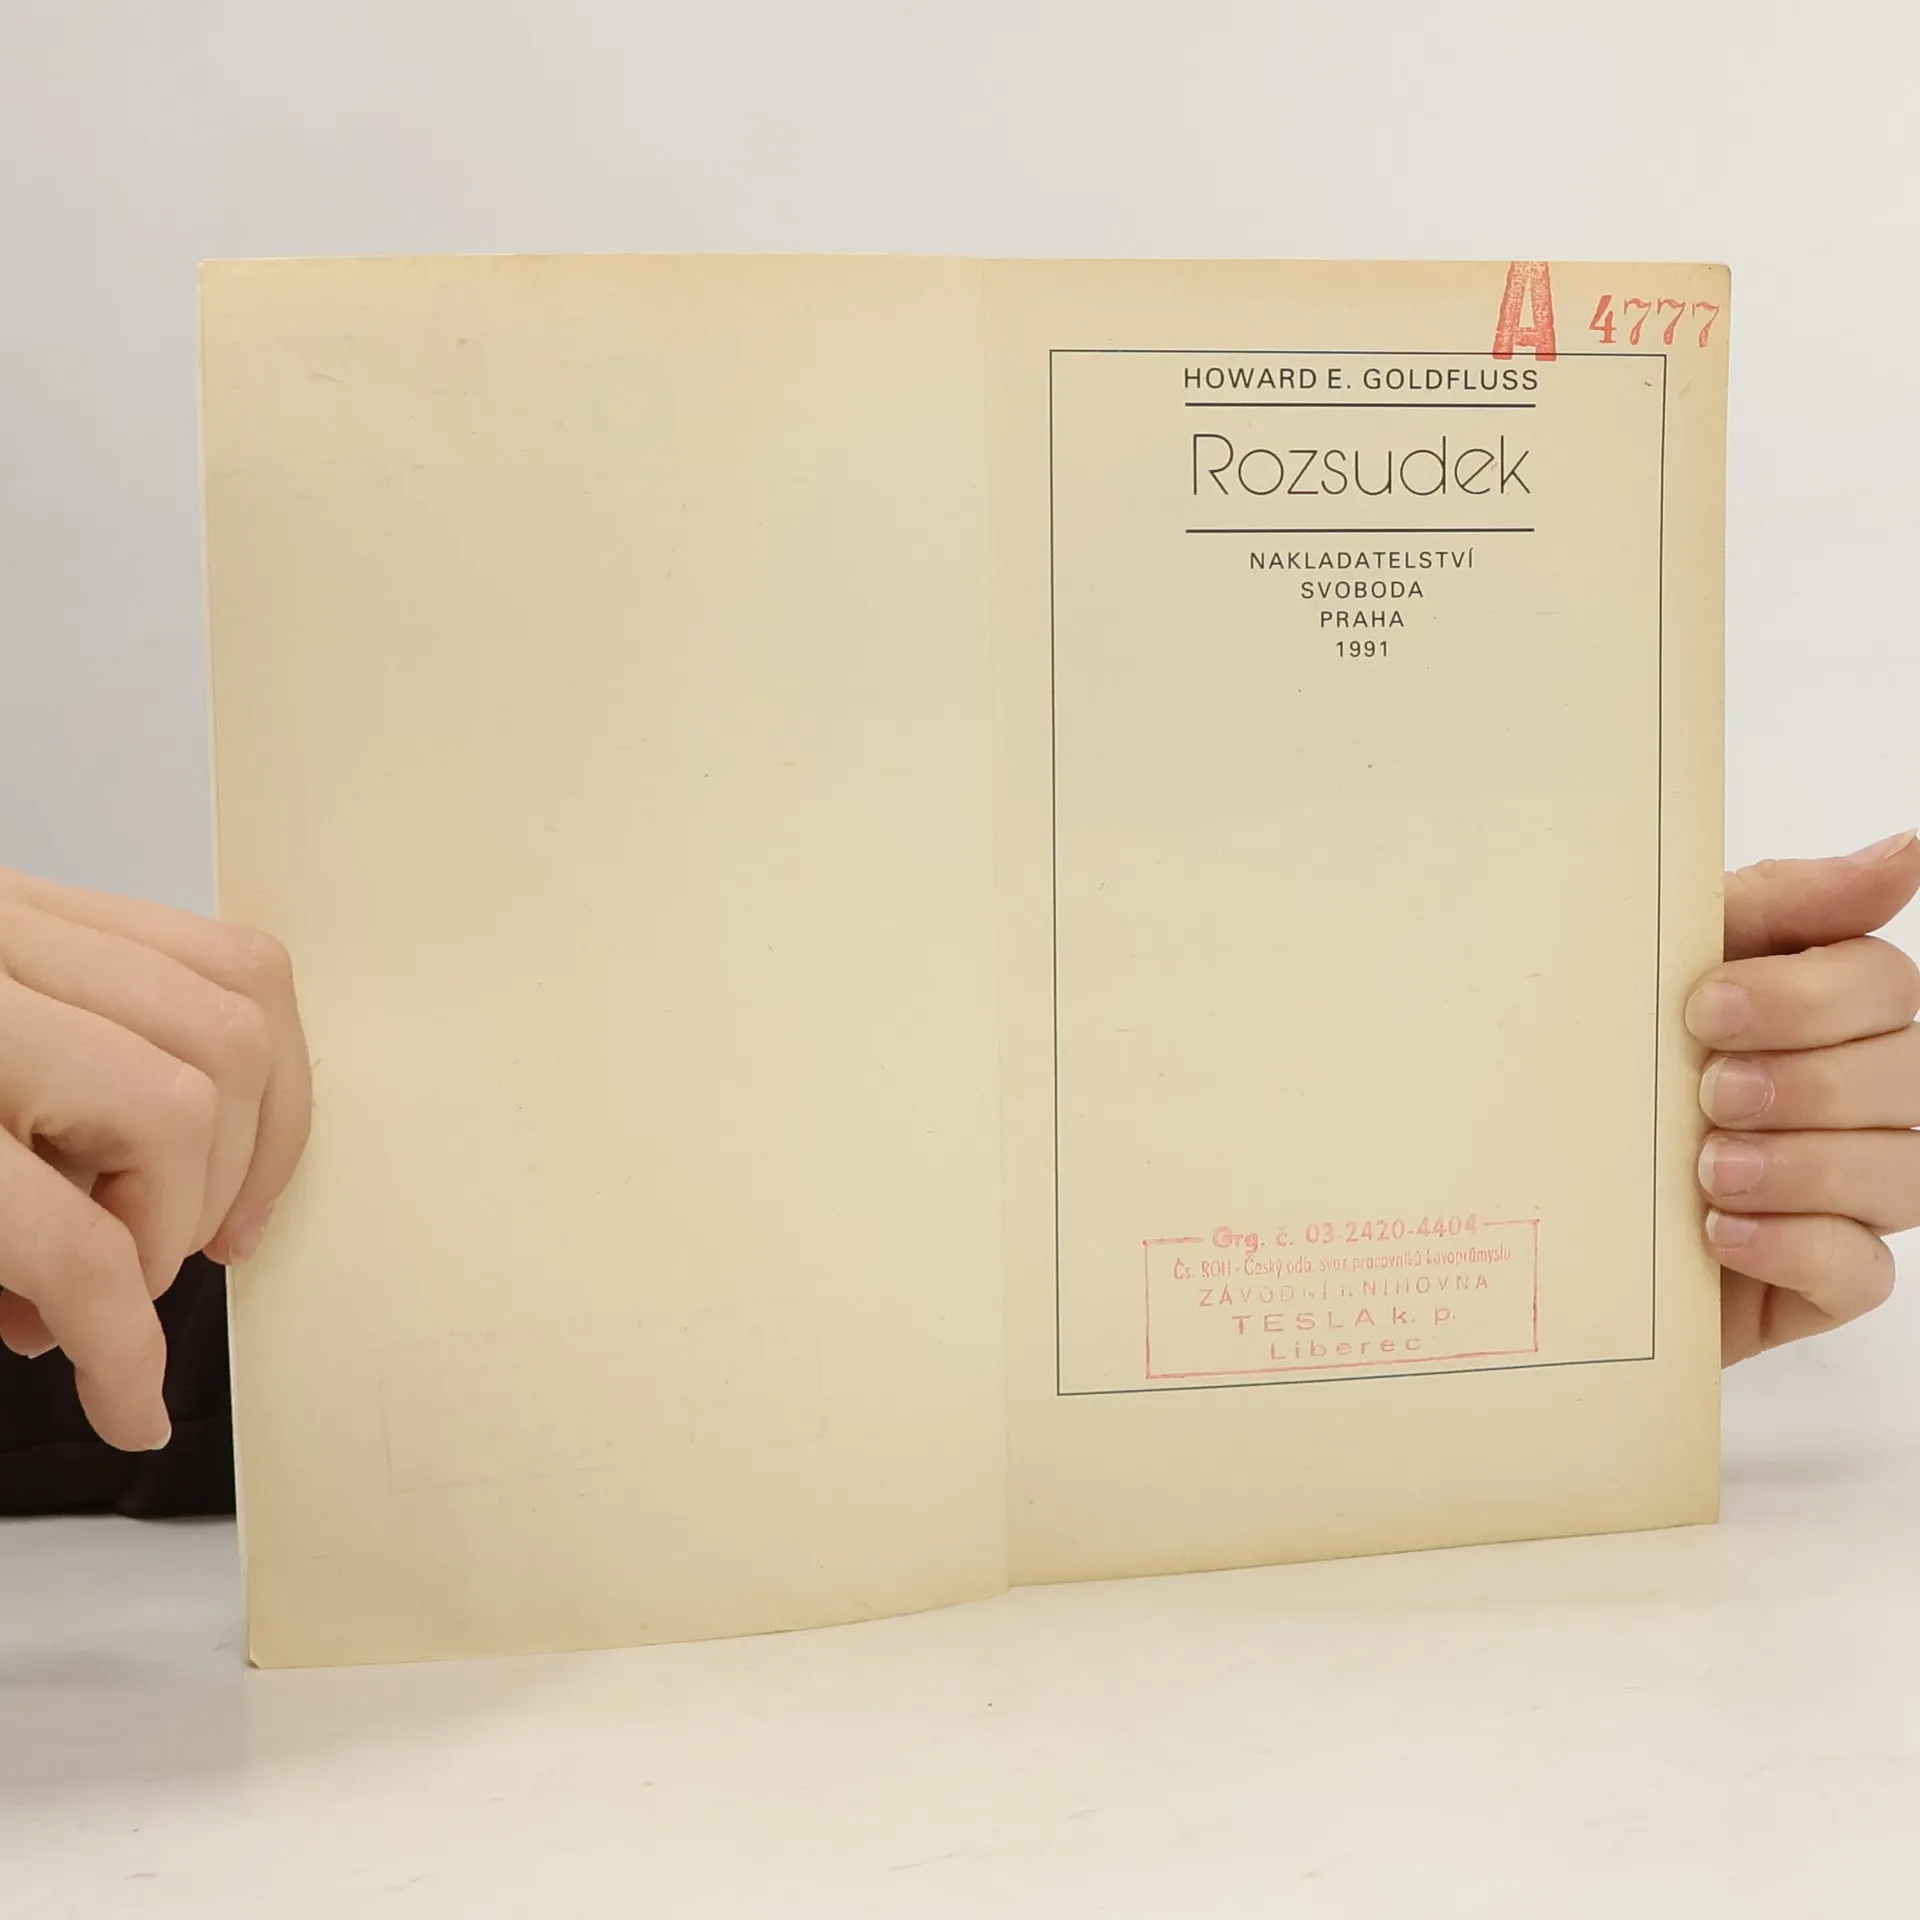 A 4777
HOWARD E. GOLDFLUSS
Rozsudek
NAKLADATELSTVÍ
SVOBODA
PRAHA
1991
Org. č. 03-2420-4404
Čs. ROH - Český odb. svaz pracovníků kovoprůmyslu
ZÁVODNÍ KNIHOVNA
TESLA k. p.
Liberec